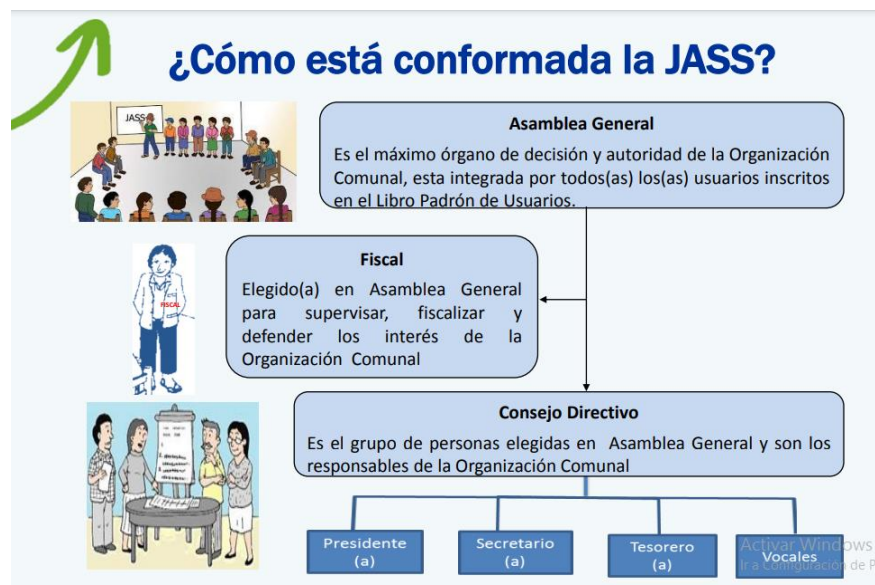 ¿Cómo está conformada la JASS?
JASS
Asamblea General
Es el máximo órgano de decisión y autoridad de la Organización
Comunal, esta integrada por todos(as) los(as) usuarios inscritos
en el Libro Padrón de Usuarios.
Fiscal
Elegido(a) en Asamblea General
para supervisar, fiscalizar y
defender los interés de la
Organización Comunal
FISCAL
Consejo Directivo
Es el grupo de personas elegidas en Asamblea General y son los
responsables de la Organización Comunal
Presidente
(a)
Secretario
(a)
Tesorero
(a)
Vocales
Activar Windows
Ir a Configuración de P